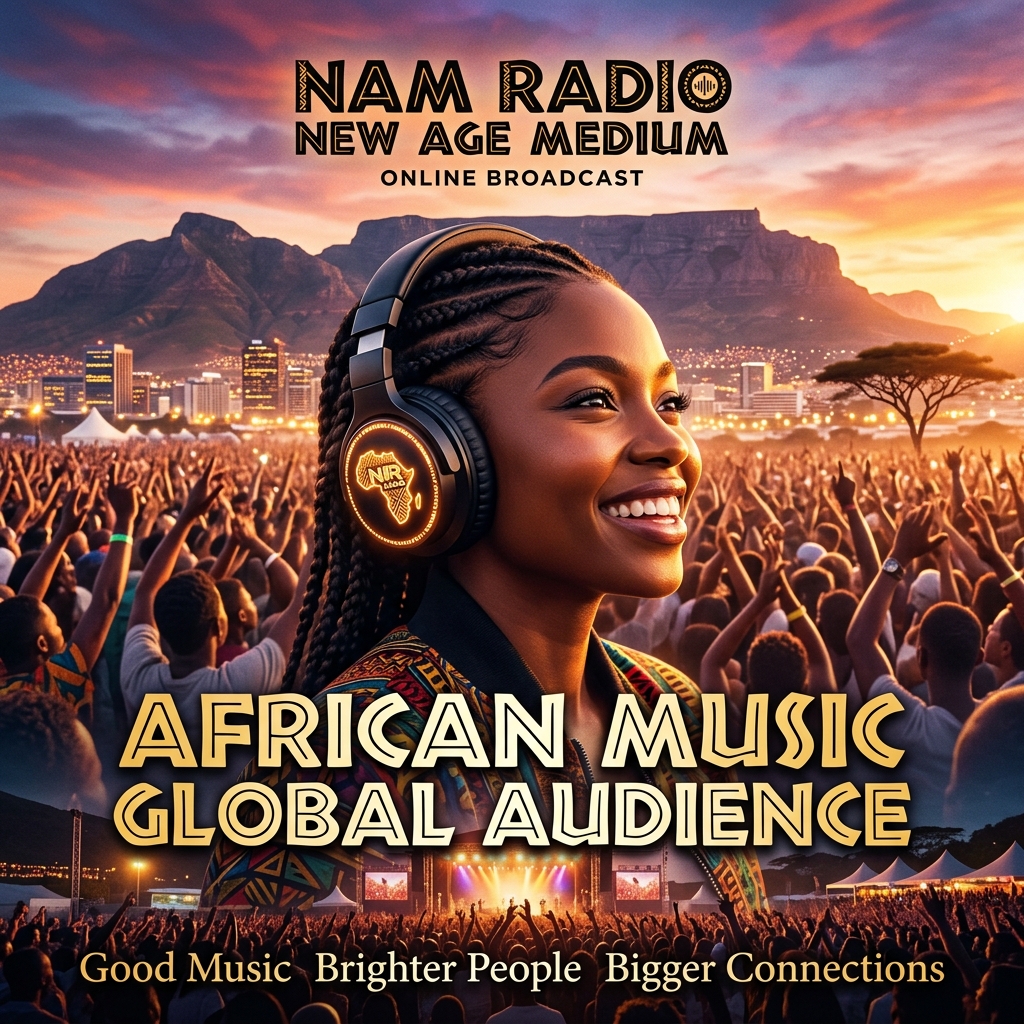 NAM RADIO
NEW AGE MEDIUM
ONLINE BROADCAST
AFRICAN MUSIC
GLOBAL AUDIENCE
Good Music Brighter People Bigger Connections